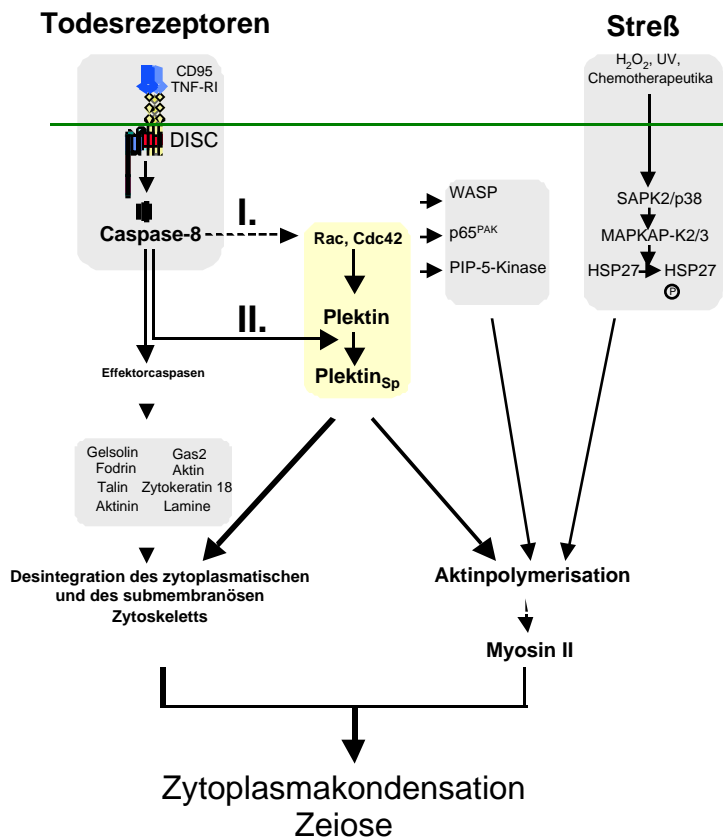 Todesrezeptoren
Streß
CD95
TNF-RI
H2O2, UV,
Chemotherapeutika
DISC
I.
Caspase-8
WASP
p65PAK
PIP-5-Kinase
SAPK2/p38
MAPKAP-K2/3
HSP27 HSP27
P
Rac, Cdc42
II.
Plektin
PlektinSp
Effektorcaspasen
Gelsolin Gas2
Fodrin Aktin
Talin Zytokeratin 18
Aktinin Lamine
Desintegration des zytoplasmatischen
und des submembranösen
Zytoskeletts
Aktinpolymerisation
Myosin II
Zytoplasmakondensation
Zeiose